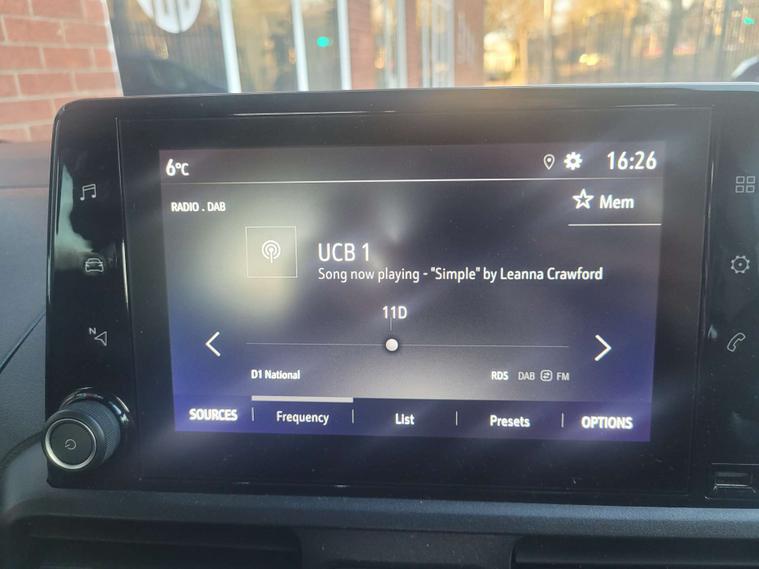 6°C
16:26
RADIO . DAB
Mem
UCB 1
Song now playing - "Simple" by Leanna Crawford
11D
D1 National
RDS DAB FM
SOURCES Frequency List Presets OPTIONS
N